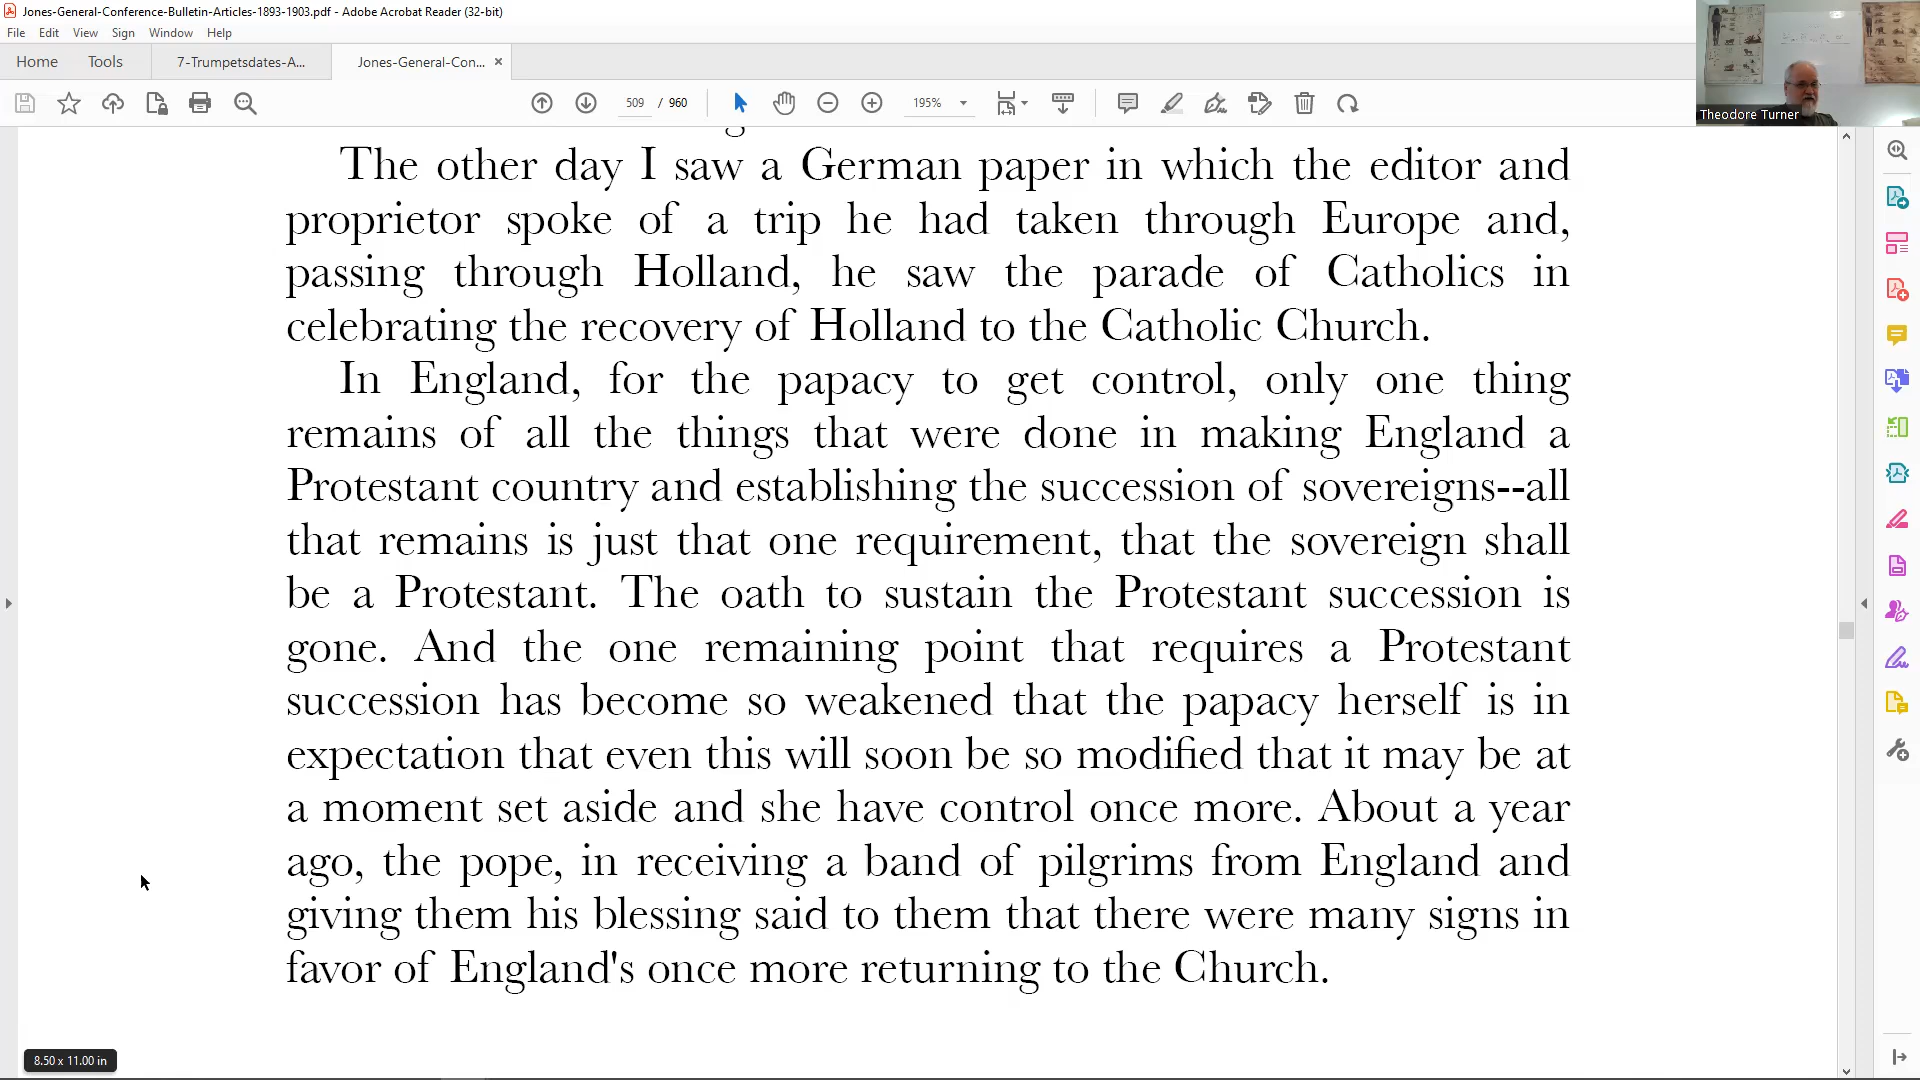 Jones-General-Conference-Bulletin-Articles-1893-1903.pdf - Adobe Acrobat Reader (32-bit)
File Edit View Sign Window Help
Home Tools 7-Trumpetsdates-A... Jones-General-Con... ×
509 / 960 195%
Theodore Turner
The other day I saw a German paper in which the editor and
proprietor spoke of a trip he had taken through Europe and,
passing through Holland, he saw the parade of Catholics in
celebrating the recovery of Holland to the Catholic Church.
In England, for the papacy to get control, only one thing
remains of all the things that were done in making England a
Protestant country and establishing the succession of sovereigns--all
that remains is just that one requirement, that the sovereign shall
be a Protestant. The oath to sustain the Protestant succession is
gone. And the one remaining point that requires a Protestant
succession has become so weakened that the papacy herself is in
expectation that even this will soon be so modified that it may be at
a moment set aside and she have control once more. About a year
ago, the pope, in receiving a band of pilgrims from England and
giving them his blessing said to them that there were many signs in
favor of England's once more returning to the Church.
8.50 x 11.00 in